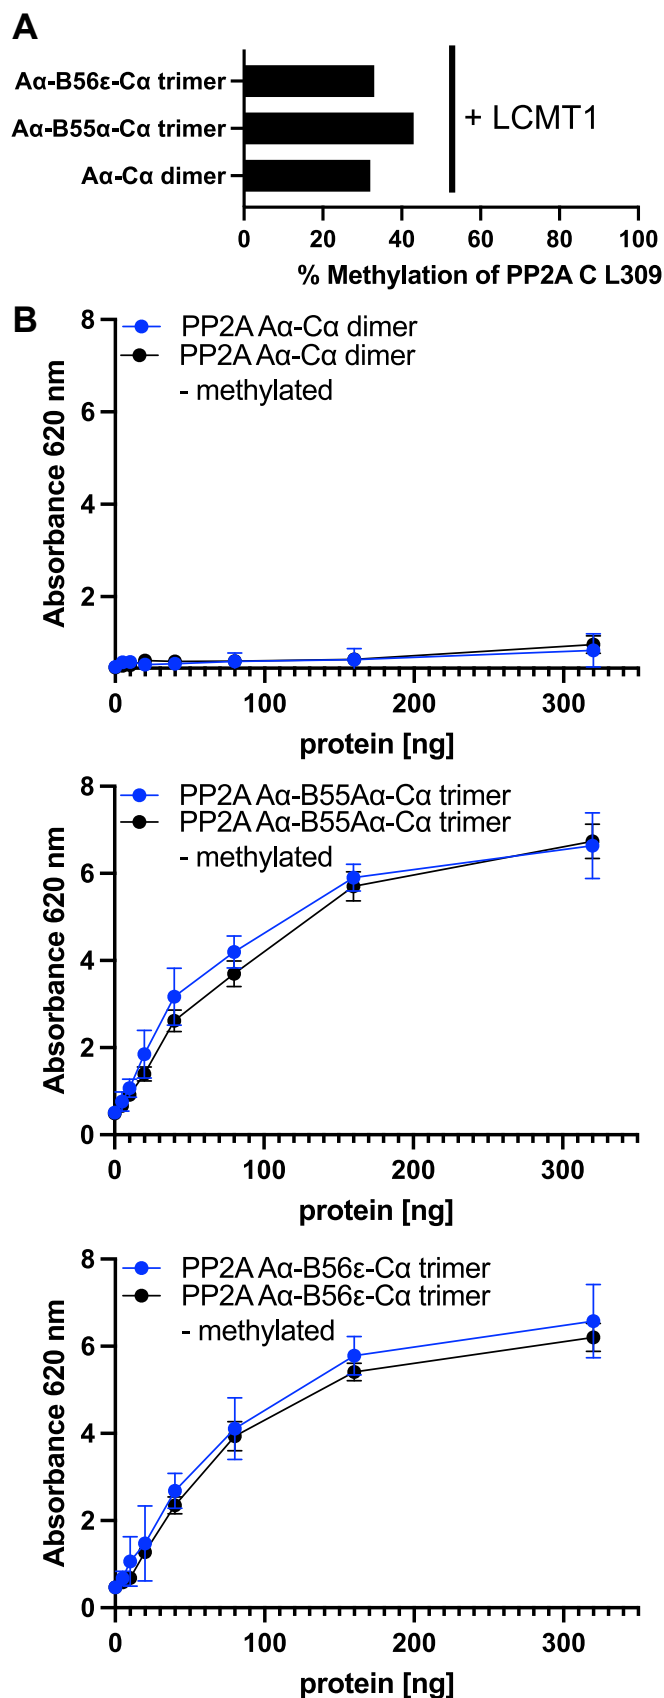 A
Aα-B56ε-Cα trimer
Aα-B55α-Cα trimer
Aα-Cα dimer
+ LCMT1
0 20 40 60 80 100
% Methylation of PP2A C L309
B
8
6
4
2
Absorbance 620 nm
PP2A Aα-Cα dimer
PP2A Aα-Cα dimer
- methylated
0 100 200 300
protein [ng]
8
6
4
2
0
Absorbance 620 nm
PP2A Aα-B55Aα-Cα trimer
PP2A Aα-B55Aα-Cα trimer
- methylated
0 100 200 300
protein [ng]
8
6
4
2
0
Absorbance 620 nm
PP2A Aα-B56ε-Cα trimer
PP2A Aα-B56ε-Cα trimer
- methylated
0 100 200 300
protein [ng]